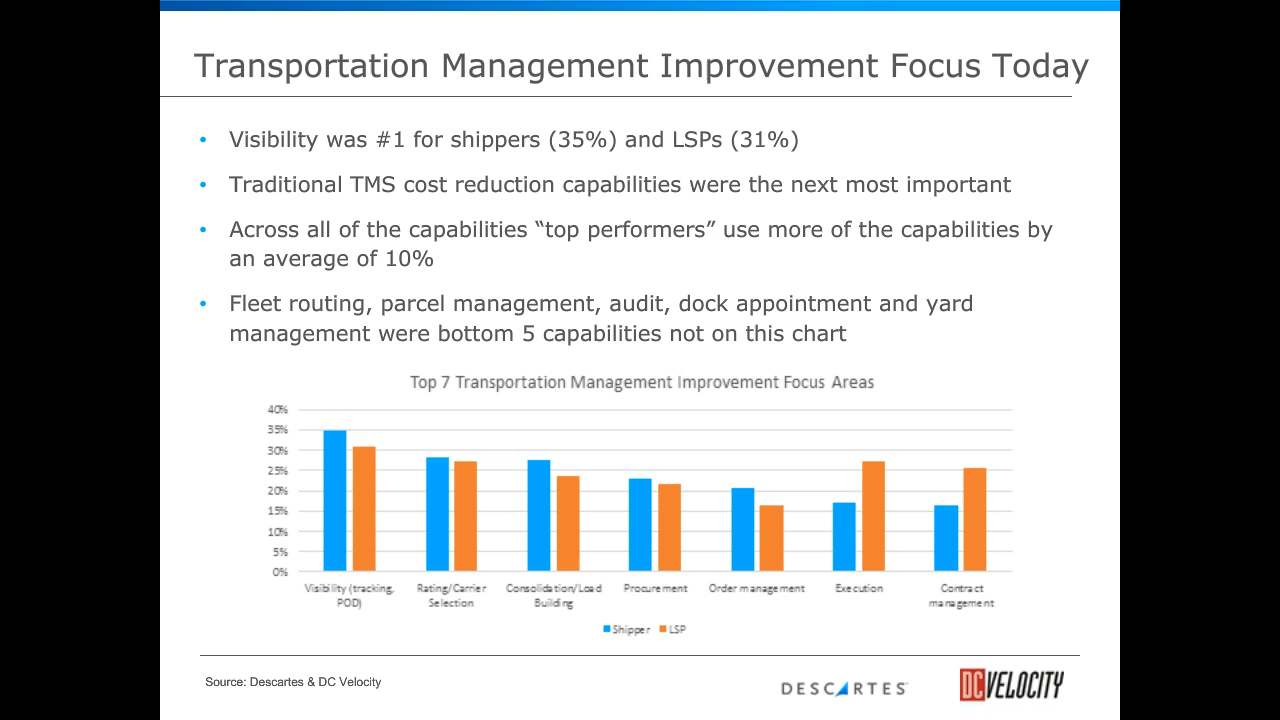 Transportation Management Improvement Focus Today
• Visibility was #1 for shippers (35%) and LSPs (31%)
• Traditional TMS cost reduction capabilities were the next most important
• Across all of the capabilities “top performers” use more of the capabilities by
an average of 10%
• Fleet routing, parcel management, audit, dock appointment and yard
management were bottom 5 capabilities not on this chart
Top 7 Transportation Management Improvement Focus Areas
40%
35%
30%
25%
20%
15%
10%
5%
0%
Visibility (tracking, POD)
Rating/Carrier Selection
Consolidation/Load Building
Procurement
Order management
Execution
Contract management
Shipper LSP
Source: Descartes & DC Velocity
DESCARTES
DC VELOCITY